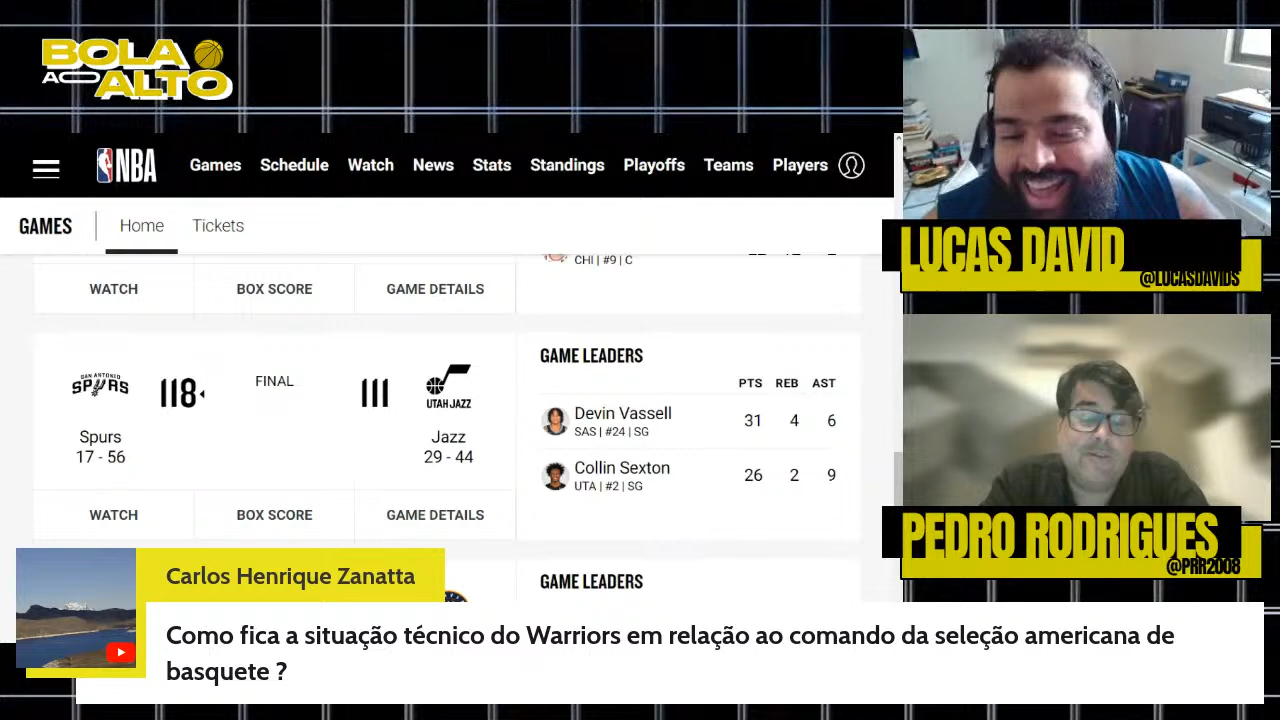 BOLA
AO ALTO
NBA
Games Schedule Watch News Stats Standings Playoffs Teams Players
GAMES Home Tickets
CHI | #9 | C
WATCH BOX SCORE GAME DETAILS
GAME LEADERS
PTS REB AST
SAN ANTONIO
SPURS 118 FINAL 111 UTAH JAZZ
Devin Vassell 31 4 6
SAS | #24 | SG
Spurs Jazz
17 - 56 29 - 44
Collin Sexton 26 2 9
UTA | #2 | SG
WATCH BOX SCORE GAME DETAILS
GAME LEADERS
LUCAS DAVID
@LUCASDAVIDS
PEDRO RODRIGUES
@PRR2008
Carlos Henrique Zanatta
Como fica a situação técnico do Warriors em relação ao comando da seleção americana de
basquete ?